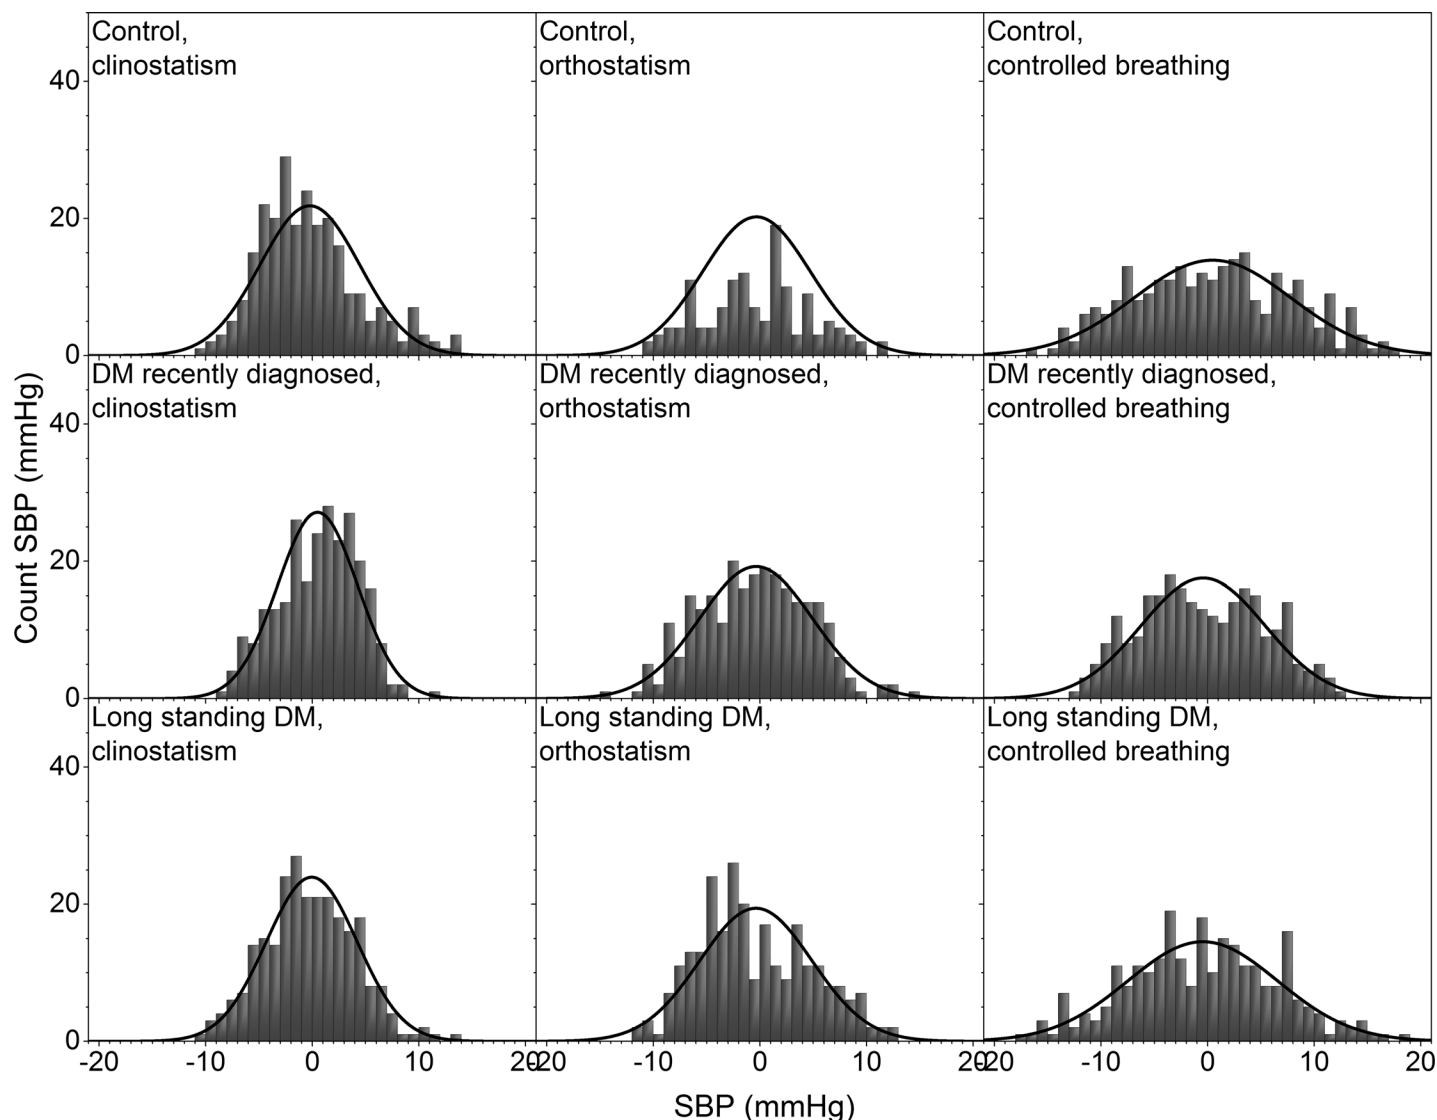 Control,
clinostatism
Control,
orthostatism
Control,
controlled breathing
40
20
0
DM recently diagnosed,
clinostatism
DM recently diagnosed,
orthostatism
DM recently diagnosed,
controlled breathing
40
20
0
Long standing DM,
clinostatism
Long standing DM,
orthostatism
Long standing DM,
controlled breathing
40
20
0
Count SBP (mmHg)
-20 -10 0 10 20 -20 -10 0 10 20 -20 -10 0 10 20
SBP (mmHg)